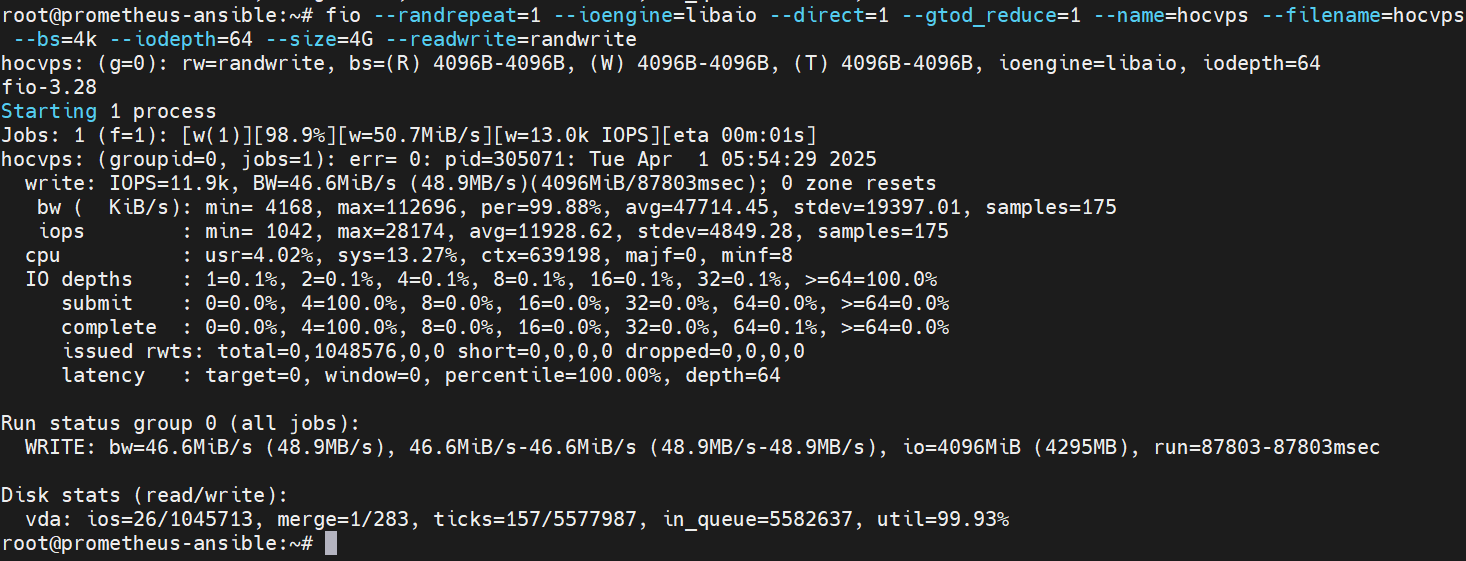 root@prometheus-ansible:~# fio --randrepeat=1 --ioengine=libaio --direct=1 --gtod_reduce=1 --name=hocvps --filename=hocvps
 --bs=4k --iodepth=64 --size=4G --readwrite=randwrite
hocvps: (g=0): rw=randwrite, bs=(R) 4096B-4096B, (W) 4096B-4096B, (T) 4096B-4096B, ioengine=libaio, iodepth=64
fio-3.28
Starting 1 process
Jobs: 1 (f=1): [w(1)][98.9%][w=50.7MiB/s][w=13.0k IOPS][eta 00m:01s]
hocvps: (groupid=0, jobs=1): err= 0: pid=305071: Tue Apr  1 05:54:29 2025
  write: IOPS=11.9k, BW=46.6MiB/s (48.9MB/s)(4096MiB/87803msec); 0 zone resets
   bw (  KiB/s): min= 4168, max=112696, per=99.88%, avg=47714.45, stdev=19397.01, samples=175
   iops        : min= 1042, max=28174, avg=11928.62, stdev=4849.28, samples=175
  cpu          : usr=4.02%, sys=13.27%, ctx=639198, majf=0, minf=8
  IO depths    : 1=0.1%, 2=0.1%, 4=0.1%, 8=0.1%, 16=0.1%, 32=0.1%, >=64=100.0%
     submit    : 0=0.0%, 4=100.0%, 8=0.0%, 16=0.0%, 32=0.0%, 64=0.0%, >=64=0.0%
     complete  : 0=0.0%, 4=100.0%, 8=0.0%, 16=0.0%, 32=0.0%, 64=0.1%, >=64=0.0%
     issued rwts: total=0,1048576,0,0 short=0,0,0,0 dropped=0,0,0,0
     latency   : target=0, window=0, percentile=100.00%, depth=64

Run status group 0 (all jobs):
  WRITE: bw=46.6MiB/s (48.9MB/s), 46.6MiB/s-46.6MiB/s (48.9MB/s-48.9MB/s), io=4096MiB (4295MB), run=87803-87803msec

Disk stats (read/write):
  vda: ios=26/1045713, merge=1/283, ticks=157/5577987, in_queue=5582637, util=99.93%
root@prometheus-ansible:~#